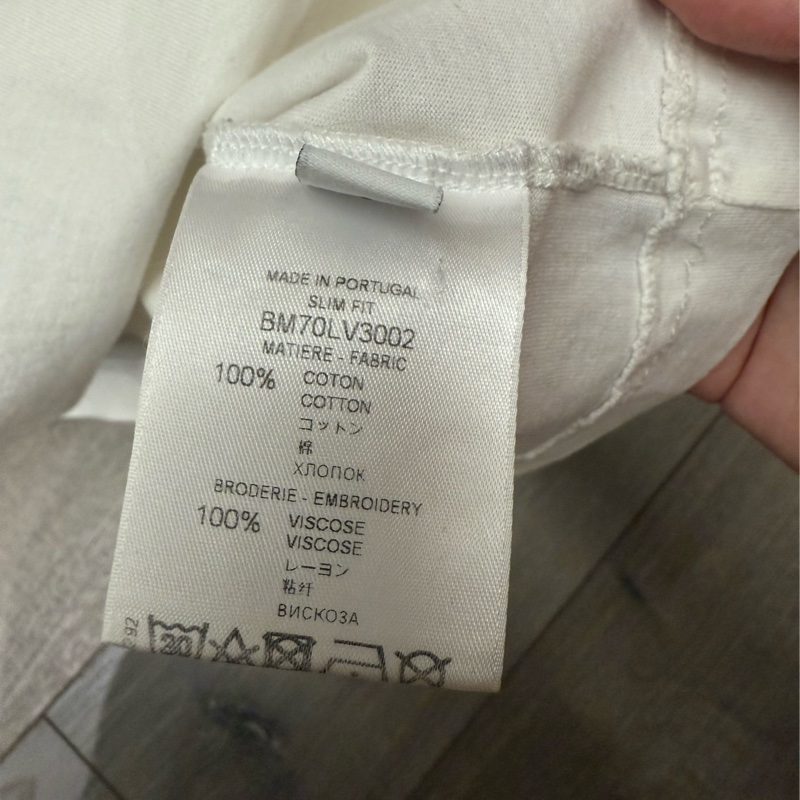 MADE IN PORTUGAL
SLIM FIT
BM70LV3002
MATIERE - FABRIC
100% COTON
COTTON
コットン
棉
ХЛОПОК
BRODERIE - EMBROIDERY
100% VISCOSE
VISCOSE
レーヨン
粘纤
ВИСКОЗА
30